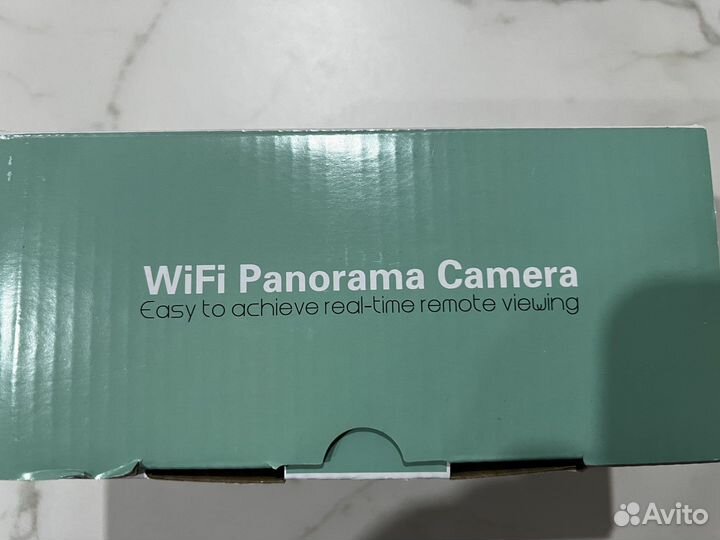 WiFi Panorama Camera
Easy to achieve real-time remote viewing
Avito